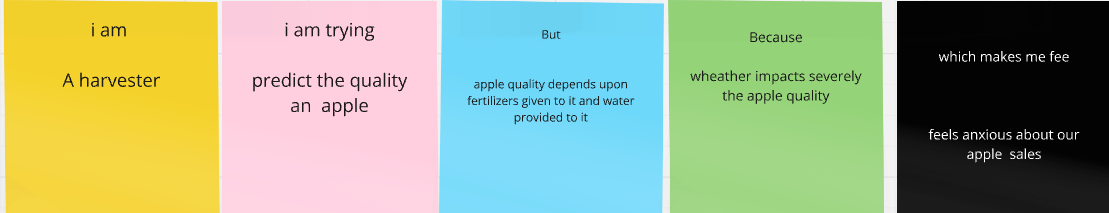 i am
A harvester
i am trying
predict the quality
an apple
But
apple quality depends upon
fertilizers given to it and water
provided to it
Because
wheather impacts severely
the apple quality
which makes me fee
feels anxious about our
apple sales